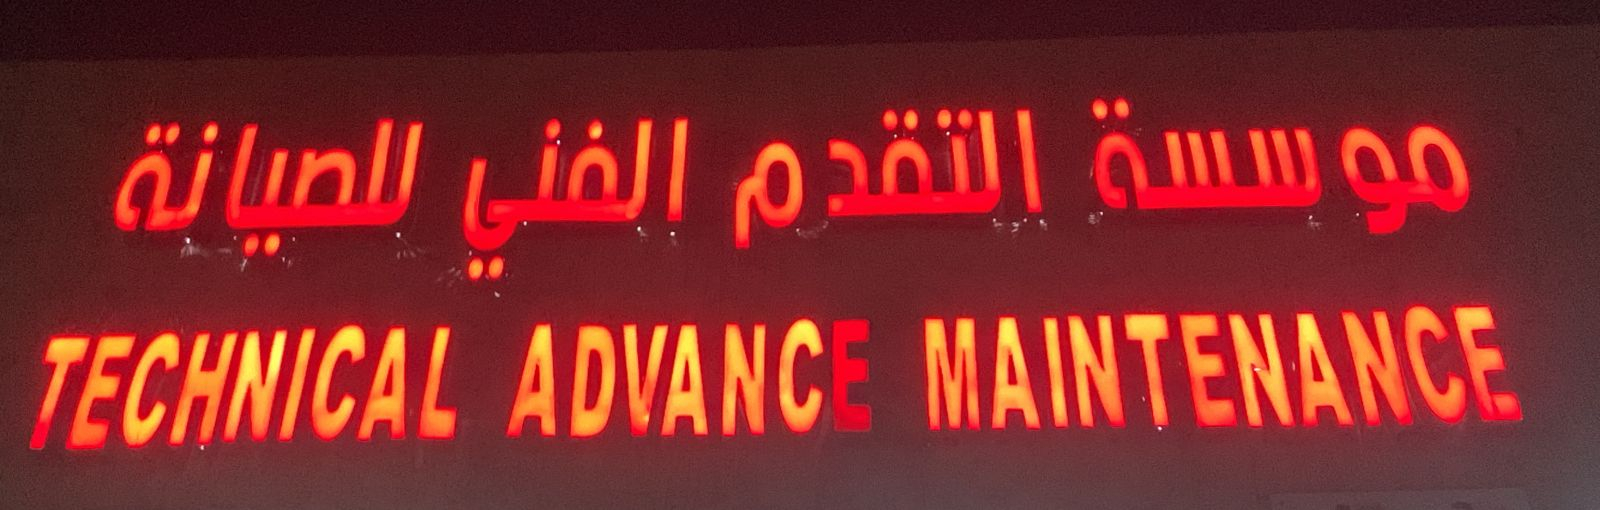 موسسة التقدم الفني للصيانة
TECHNICAL ADVANCE MAINTENANCE